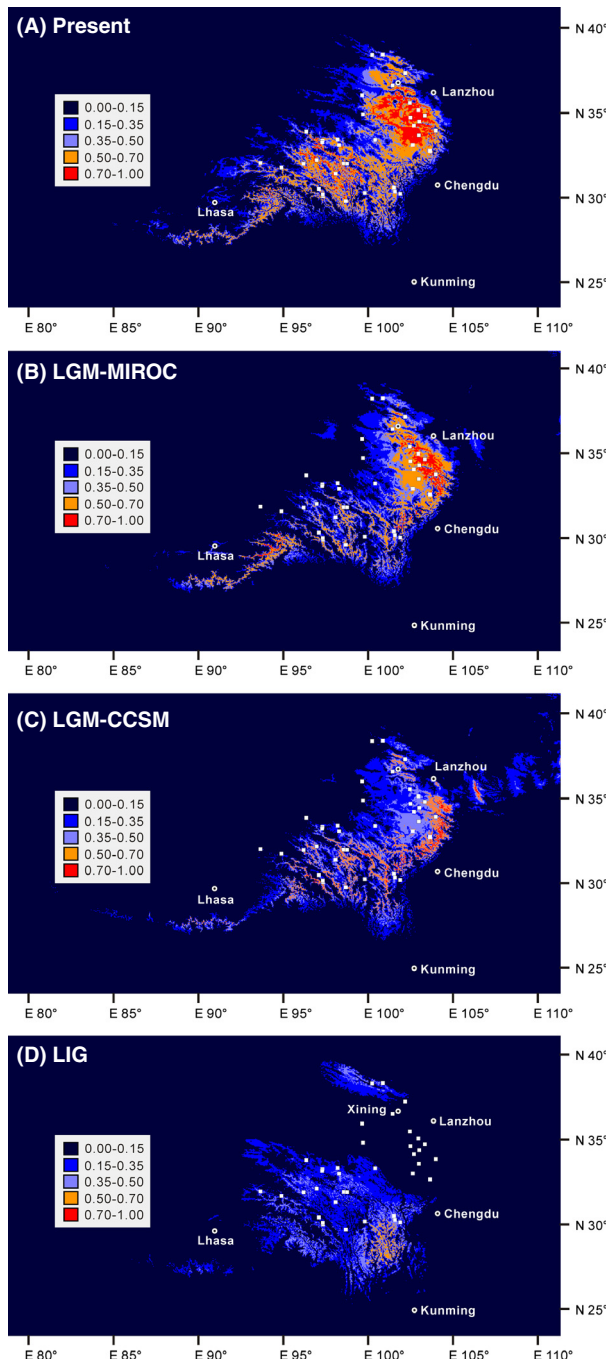 (A) Present
N 40°
Lanzhou
0.00-0.15
0.15-0.35
0.35-0.50
0.50-0.70
0.70-1.00
N 35°
Chengdu
N 30°
Lhasa
Kunming
N 25°
E 80° E 85° E 90° E 95° E 100° E 105° E 110°
(B) LGM-MIROC
N 40°
Lanzhou
0.00-0.15
0.15-0.35
0.35-0.50
0.50-0.70
0.70-1.00
N 35°
Chengdu
N 30°
Lhasa
Kunming
N 25°
E 80° E 85° E 90° E 95° E 100° E 105° E 110°
(C) LGM-CCSM
N 40°
Lanzhou
0.00-0.15
0.15-0.35
0.35-0.50
0.50-0.70
0.70-1.00
N 35°
Chengdu
N 30°
Lhasa
Kunming
N 25°
E 80° E 85° E 90° E 95° E 100° E 105° E 110°
(D) LIG
N 40°
Xining
Lanzhou
0.00-0.15
0.15-0.35
0.35-0.50
0.50-0.70
0.70-1.00
N 35°
Chengdu
N 30°
Lhasa
Kunming
N 25°
E 80° E 85° E 90° E 95° E 100° E 105° E 110°